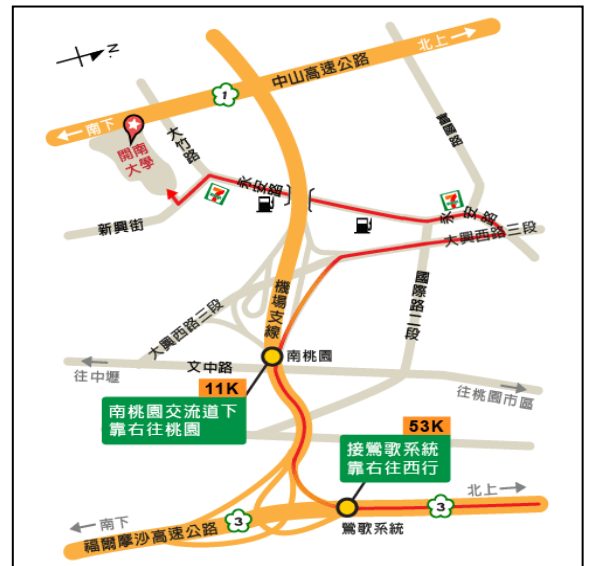 N.
北上
中山高速公路
1
南下
開南
大學
大竹路
富國路
永安路
7
7
永安路
新興街
大興西路三段
大興西路三段
國際路二段
機場支線
南桃園
文中路
往中壢
往桃園市區
11K
南桃園交流道下
靠右往桃園
53K
接鶯歌系統
靠右往西行
北上
3
南下
3
福爾摩沙高速公路
鶯歌系統